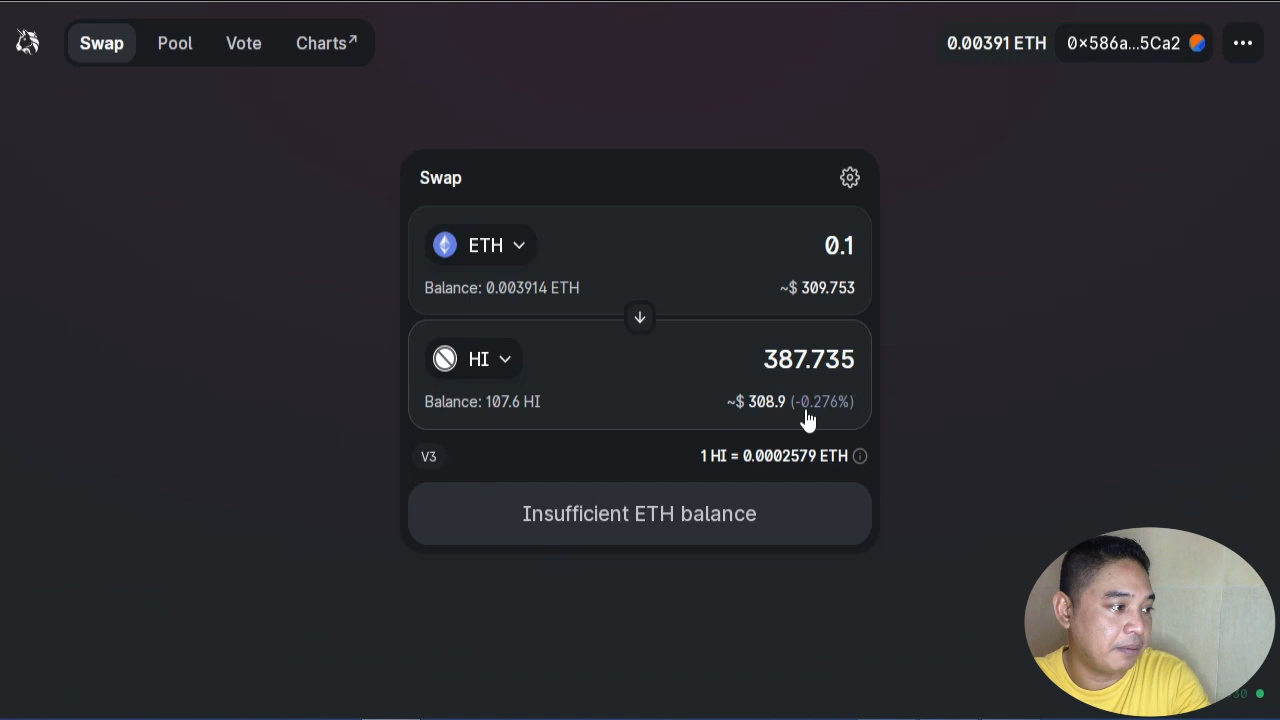 Swap Pool Vote Charts↗ 0.00391 ETH 0×586a...5Ca2 ...
Swap
ETH 0.1
Balance: 0.003914 ETH ~$ 309.753
HI 387.735
Balance: 107.6 HI ~$ 308.9 (-0.276%)
V3 1 HI = 0.0002579 ETH
Insufficient ETH balance